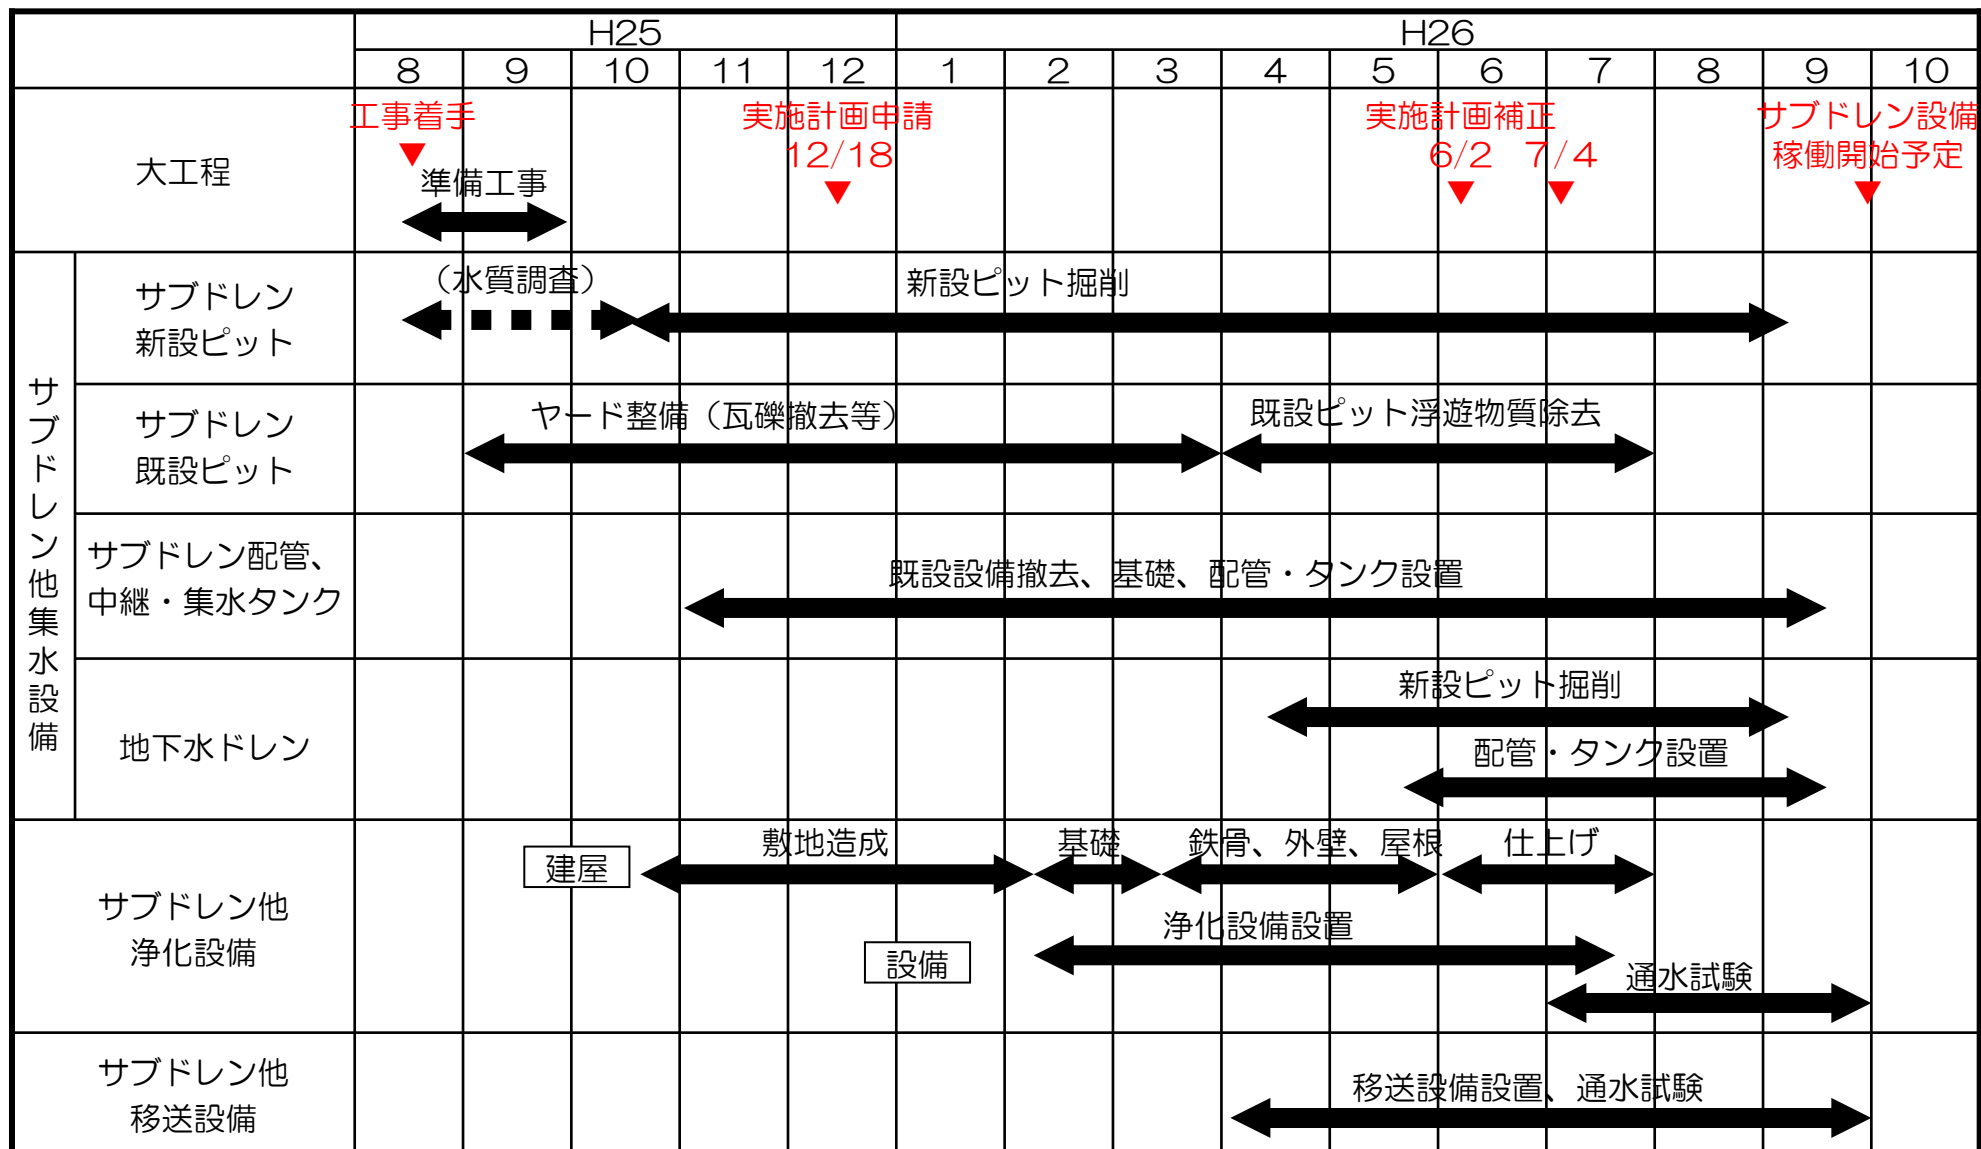 H25
H26
8 9 10 11 12 1 2 3 4 5 6 7 8 9 10
大工程
工事着手
準備工事
実施計画申請
12/18
実施計画補正
6/2 7/4
サブドレン設備
稼働開始予定
サブドレン他集水設備
サブドレン
新設ピット
（水質調査）
新設ピット掘削
サブドレン
既設ピット
ヤード整備（瓦礫撤去等）
既設ピット浮遊物質除去
サブドレン配管、
中継・集水タンク
既設設備撤去、基礎、配管・タンク設置
地下水ドレン
新設ピット掘削
配管・タンク設置
サブドレン他
浄化設備
建屋
敷地造成
基礎
鉄骨、外壁、屋根
仕上げ
設備
浄化設備設置
通水試験
サブドレン他
移送設備
移送設備設置、通水試験